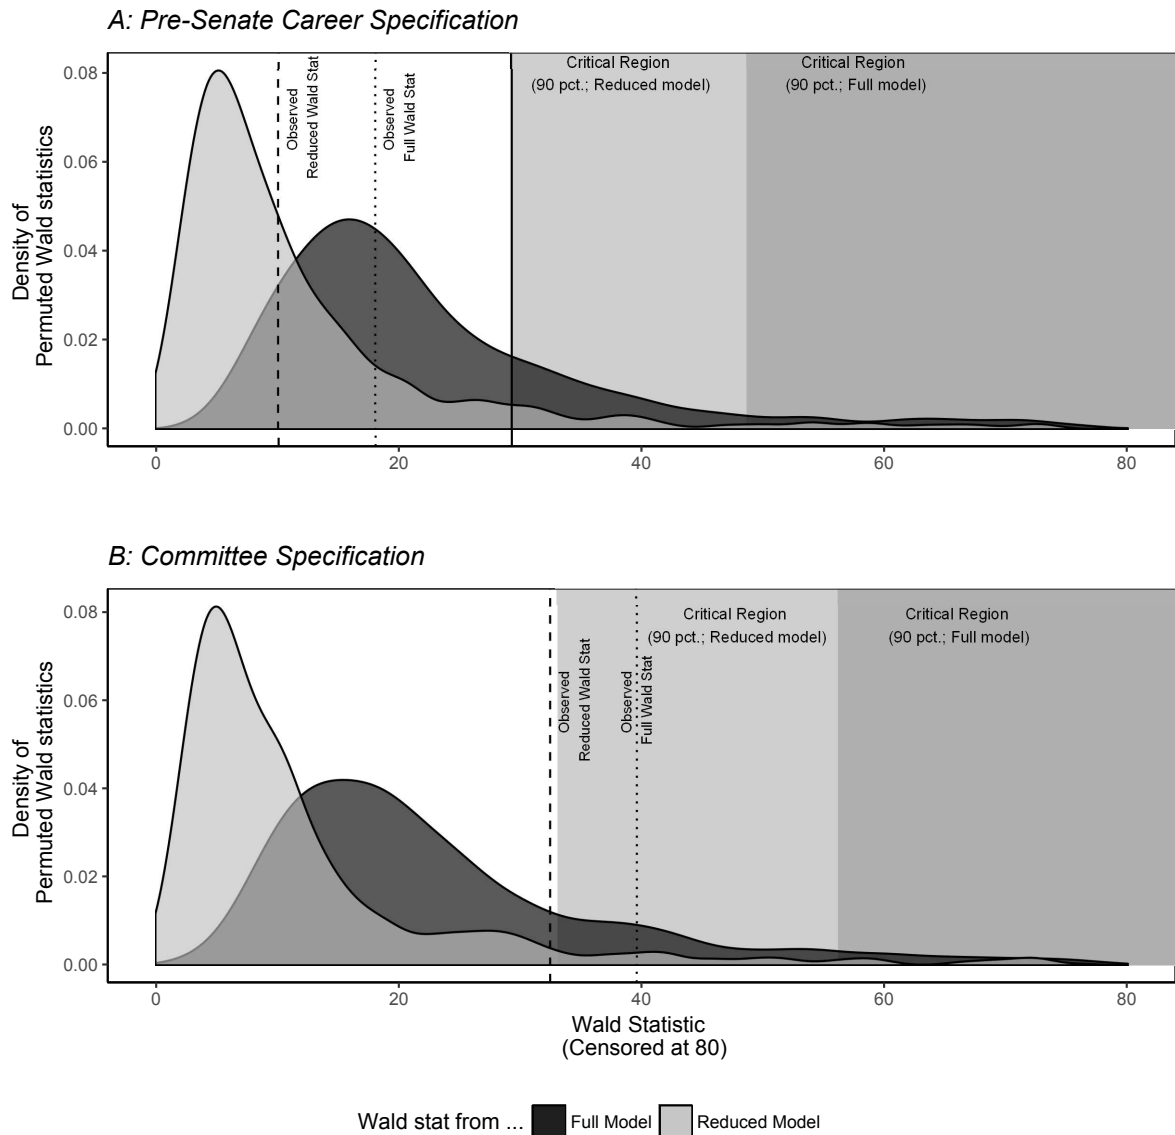 A: Pre-Senate Career Specification
Critical Region
(90 pct.; Reduced model)
Critical Region
(90 pct.; Full model)
Observed
Reduced Wald Stat
Observed
Full Wald Stat
Density of
Permuted Wald statistics
0.08
0.06
0.04
0.02
0.00
0
20
40
60
80
B: Committee Specification
Critical Region
(90 pct.; Reduced model)
Critical Region
(90 pct.; Full model)
Observed
Reduced Wald Stat
Observed
Full Wald Stat
Density of
Permuted Wald statistics
0.08
0.06
0.04
0.02
0.00
0
20
40
60
80
Wald Statistic
(Censored at 80)
Wald stat from ... Full Model Reduced Model